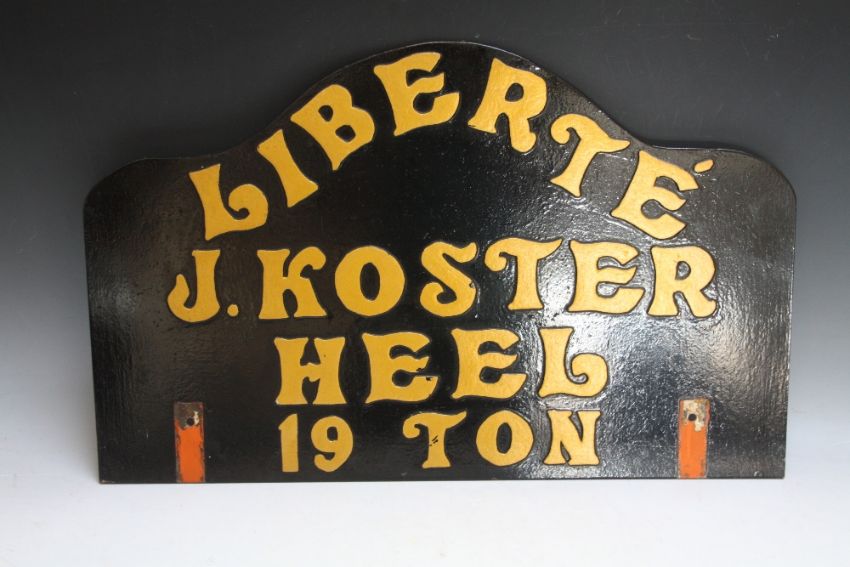 LIBERTÉ
J. KOSTER
HEEL
19 TON